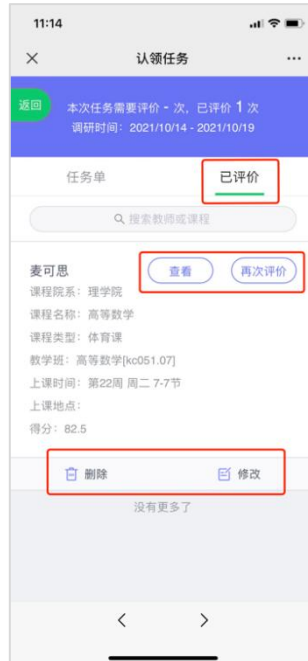 11:14
认领任务
返回
本次任务需要评价 - 次，已评价 1 次
调研时间：2021/10/14 - 2021/10/19
任务单 已评价
搜索教师或课程
麦可思 查看 再次评价
课程院系：理学院
课程名称：高等数学
课程类型：体育课
教学班：高等数学[kc051.07]
上课时间：第22周 周二 7-7节
上课地点：
得分：82.5
删除 修改
没有更多了